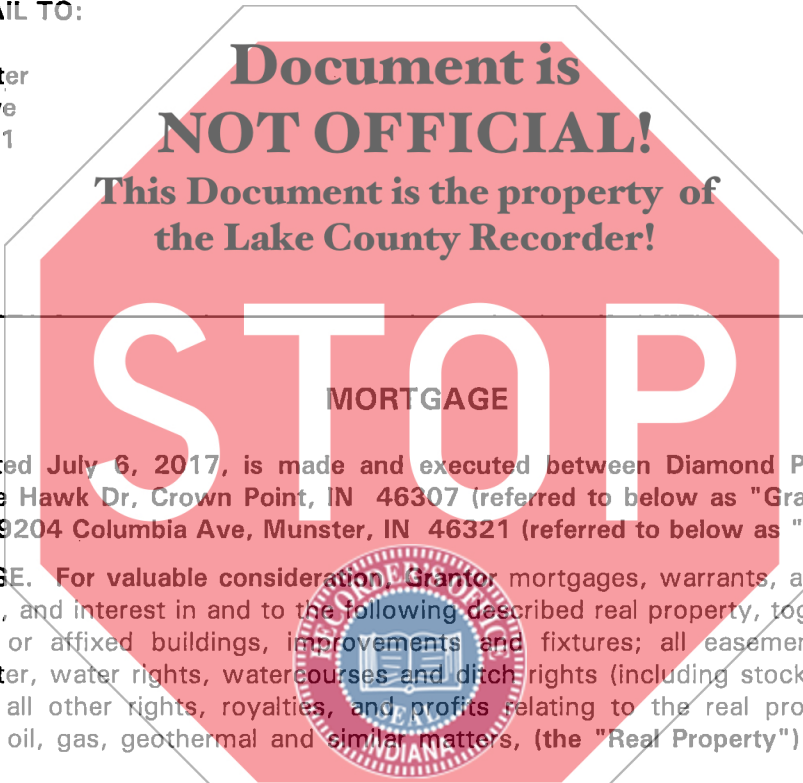 AIL TO:
ter
e
1
Document is
NOT OFFICIAL!
This Document is the property of
the Lake County Recorder!
STOP
MORTGAGE
ted July 6, 2017, is made and executed between Diamond P
e Hawk Dr, Crown Point, IN 46307 (referred to below as "Gra
9204 Columbia Ave, Munster, IN 46321 (referred to below as "
GE. For valuable consideration, Grantor mortgages, warrants, a
, and interest in and to the following described real property, tog
or affixed buildings, improvements and fixtures; all easemen
ter, water rights, watercourses and ditch rights (including stock
all other rights, royalties, and profits relating to the real pro
oil, gas, geothermal and similar matters, (the "Real Property")
RECORDER'S OFFICE
SEAL
INDIANA